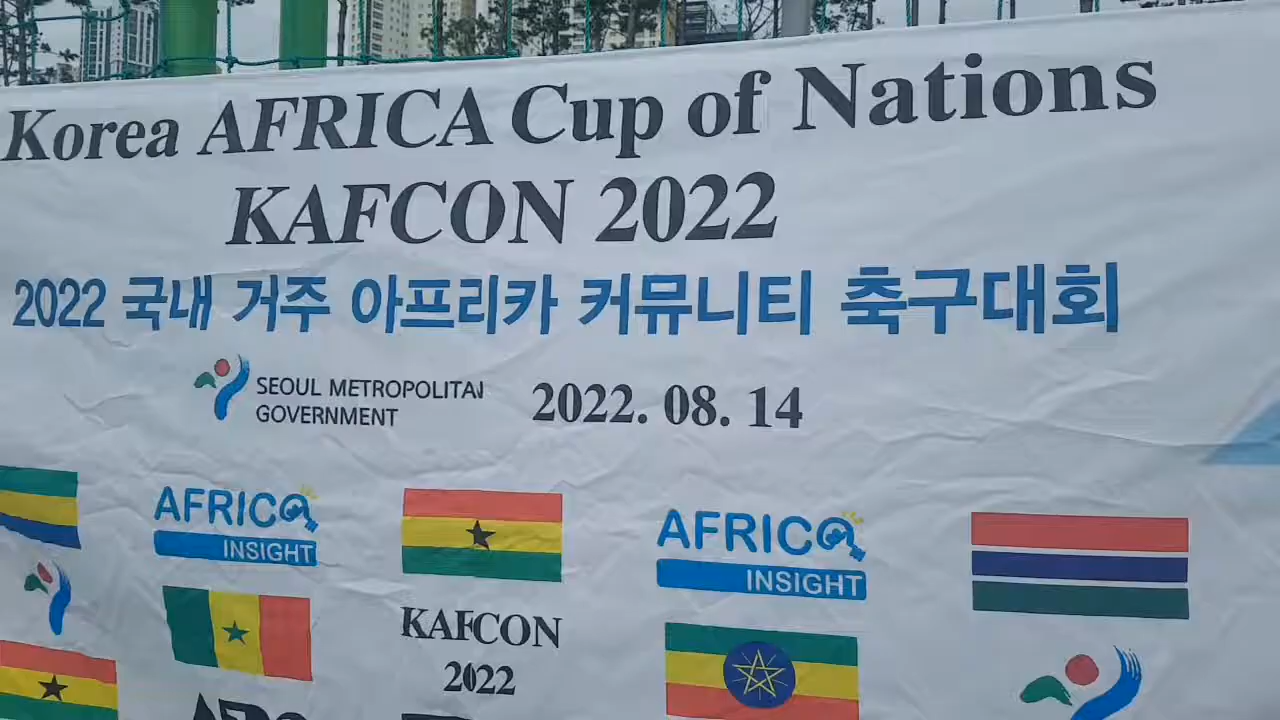 Korea AFRICA Cup of Nations
KAFCON 2022
2022 국내 거주 아프리카 커뮤니티 축구대회
SEOUL METROPOLITAN
GOVERNMENT
2022. 08. 14
AFRICA
INSIGHT
AFRICA
INSIGHT
KAFCON
2022